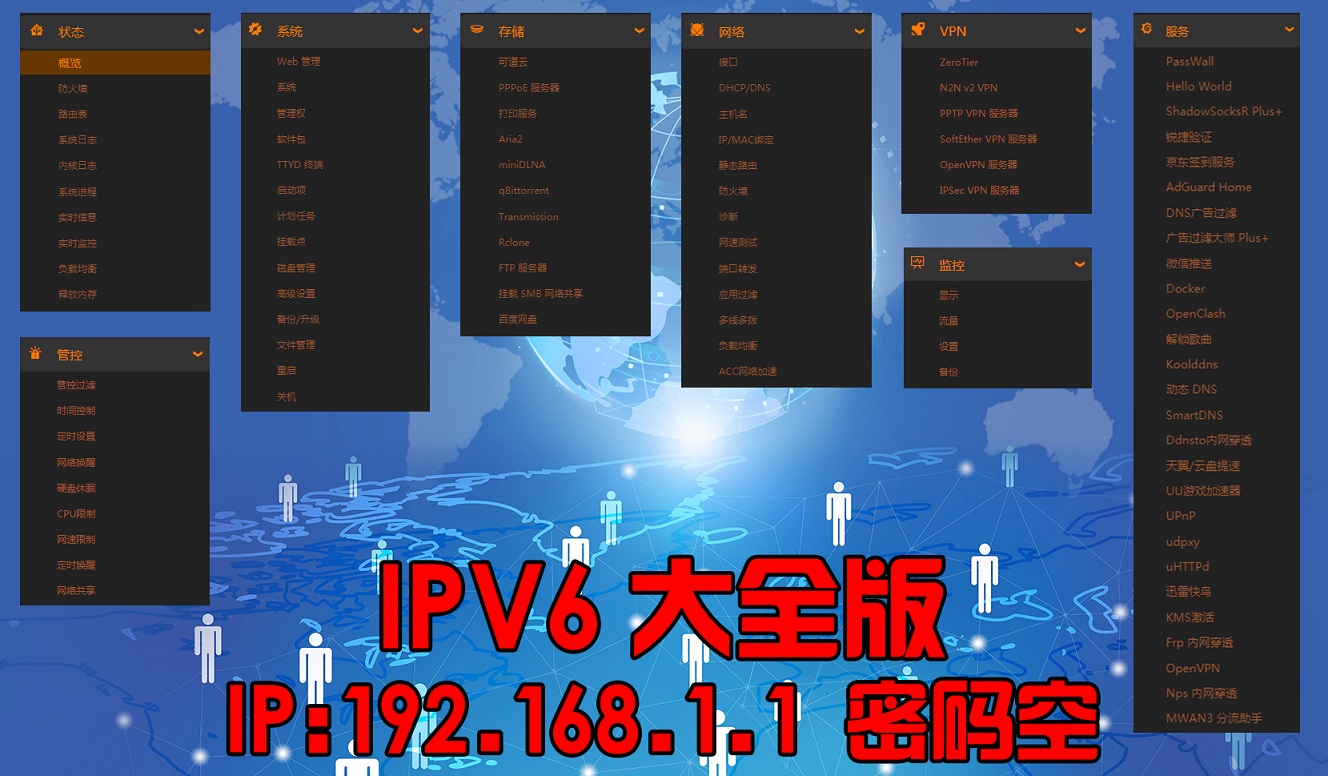 状态
概览
防火墙
路由表
系统日志
内核日志
系统进程
实时信息
实时监控
负载均衡
释放内存
管控
管控过滤
时间控制
定时设置
网络唤醒
硬盘休眠
CPU限制
网速限制
定时唤醒
网络共享
系统
Web 管理
系统
管理权
软件包
TTYD 终端
启动项
计划任务
挂载点
磁盘管理
高级设置
备份/升级
文件管理
重启
关机
存储
可道云
PPPoE 服务器
打印服务
Aria2
miniDLNA
qBittorrent
Transmission
Rclone
FTP 服务器
挂载 SMB 网络共享
百度网盘
网络
接口
DHCP/DNS
主机名
IP/MAC绑定
静态路由
防火墙
诊断
网速测试
端口转发
应用过滤
多线多拨
负载均衡
ACC网络加速
VPN
ZeroTier
N2N v2 VPN
PPTP VPN 服务器
SoftEther VPN 服务器
OpenVPN 服务器
IPSec VPN 服务器
监控
显示
流量
设置
备份
服务
PassWall
Hello World
ShadowSocksR Plus+
锐捷验证
京东签到服务
AdGuard Home
DNS广告过滤
广告过滤大师 Plus+
微信推送
Docker
OpenClash
解锁歌曲
Koolddns
动态 DNS
SmartDNS
Ddnsto内网穿透
天翼/云盘提速
UU游戏加速器
UPnP
udpxy
uHTTPd
迅雷快鸟
KMS激活
Frp 内网穿透
OpenVPN
Nps 内网穿透
MWAN3 分流助手
IPV6 大全版
IP:192.168.1.1 密码空